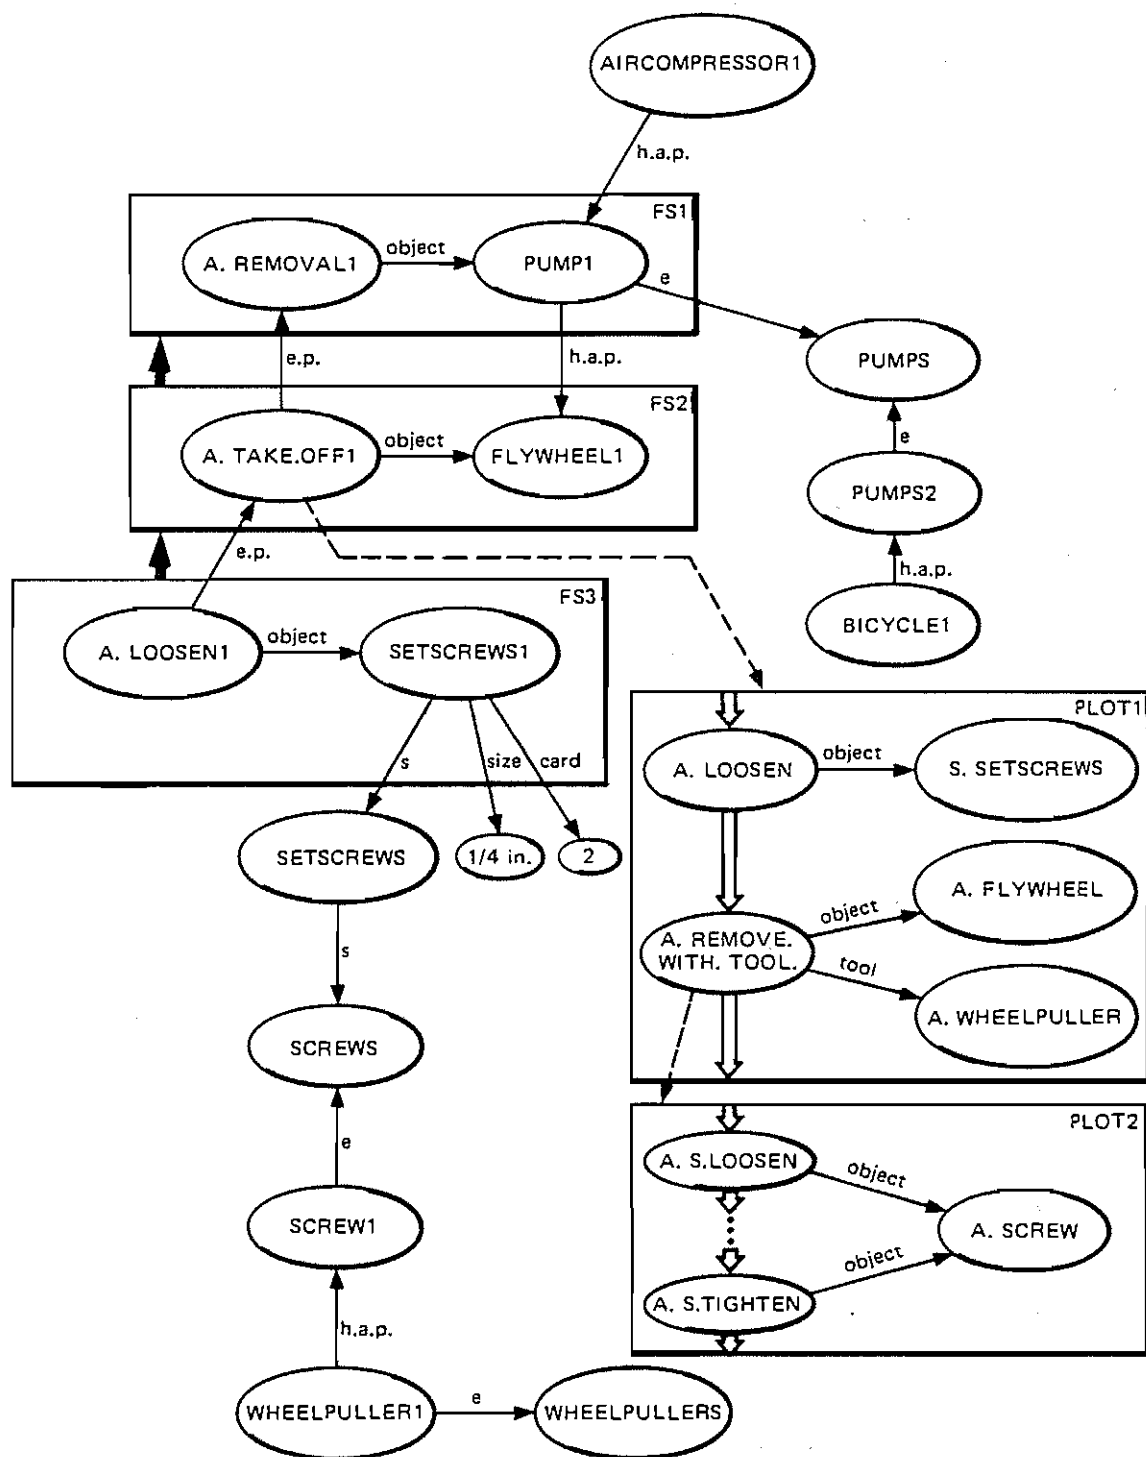 AIRCOMPRESSOR1
h.a.p.
FS1
A. REMOVAL1
object
PUMP1
e
e.p.
h.a.p.
PUMPS
FS2
A. TAKE.OFF1
object
FLYWHEEL1
e
PUMPS2
e.p.
h.a.p.
FS3
A. LOOSEN1
object
SETSCREWS1
BICYCLE1
s
size
card
SETSCREWS
1/4 in.
2
s
SCREWS
e
SCREW1
h.a.p.
WHEELPULLER1
e
WHEELPULLERS
PLOT1
A. LOOSEN
object
S. SETSCREWS
A. REMOVE.
WITH. TOOL.
object
A. FLYWHEEL
tool
A. WHEELPULLER
PLOT2
A. S.LOOSEN
object
A. SCREW
object
A. S.TIGHTEN